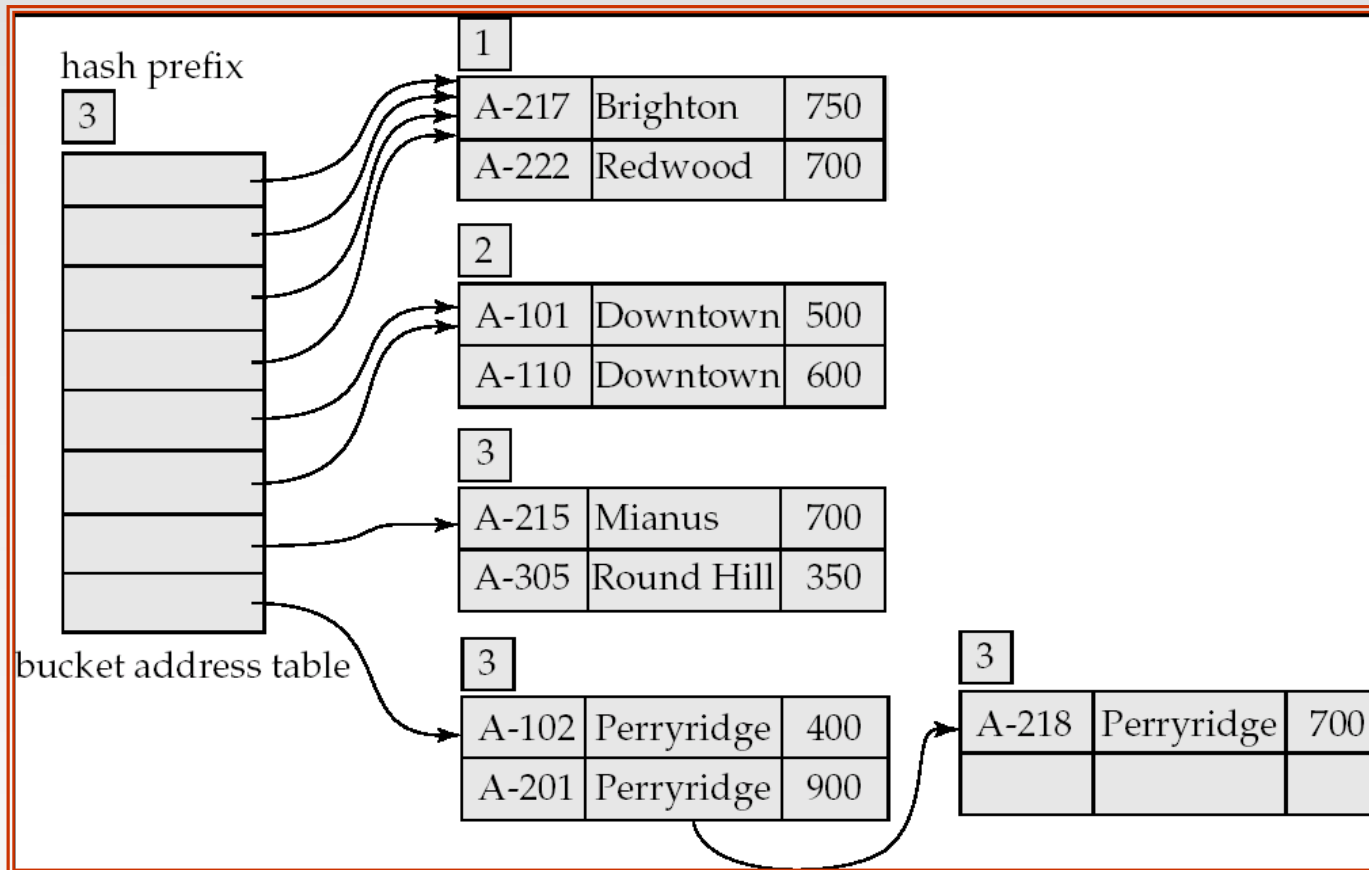 hash prefix
3
bucket address table
1
A-217 Brighton 750
A-222 Redwood 700
2
A-101 Downtown 500
A-110 Downtown 600
3
A-215 Mianus 700
A-305 Round Hill 350
3
A-102 Perryridge 400
A-201 Perryridge 900
3
A-218 Perryridge 700